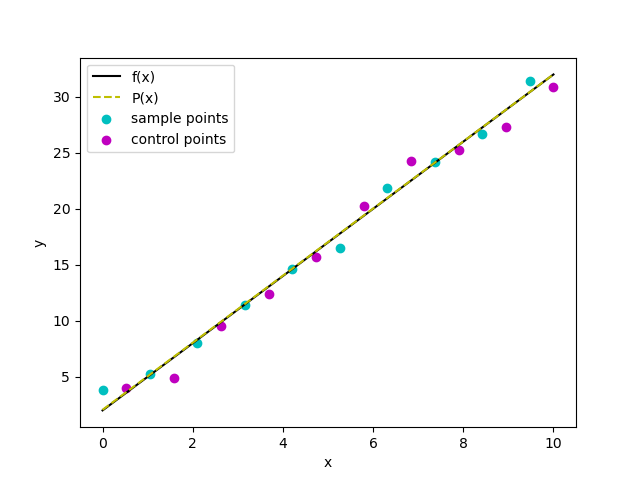 f(x)
P(x)
sample points
control points
30
25
20
15
10
5
y
0 2 4 6 8 10
x